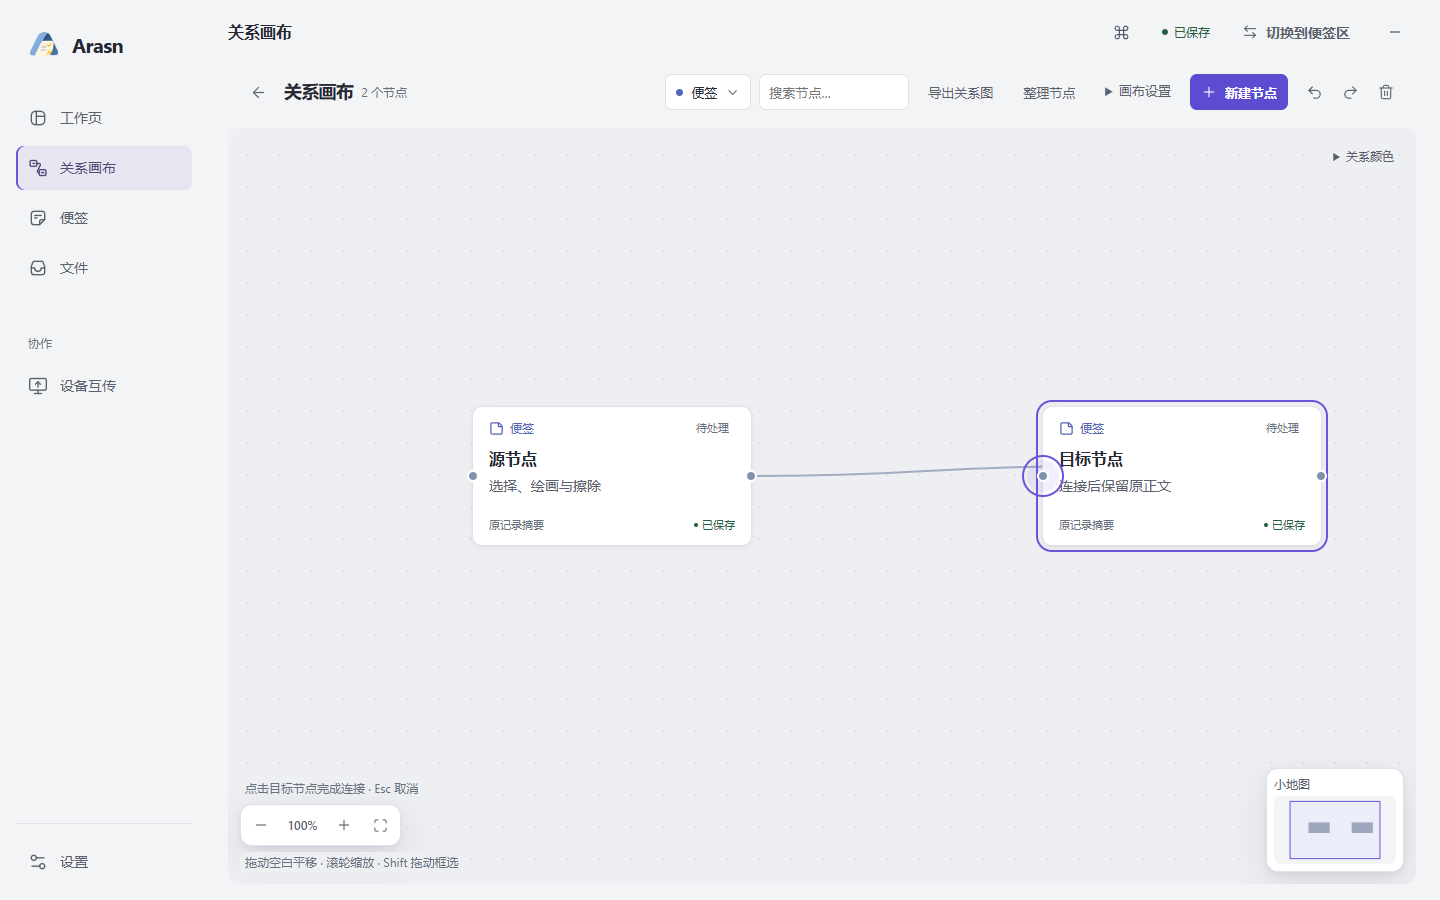 Arasn
工作页
关系画布
便签
文件
协作
设备互传
设置
关系画布
已保存
切换到便签区
关系画布 2 个节点
便签
搜索节点...
导出关系图
整理节点
画布设置
新建节点
关系颜色
便签 待处理
源节点
选择、绘画与擦除
原记录摘要 已保存
便签 待处理
目标节点
连接后保留原正文
原记录摘要 已保存
点击目标节点完成连接 · Esc 取消
100%
拖动空白平移 · 滚轮缩放 · Shift 拖动框选
小地图